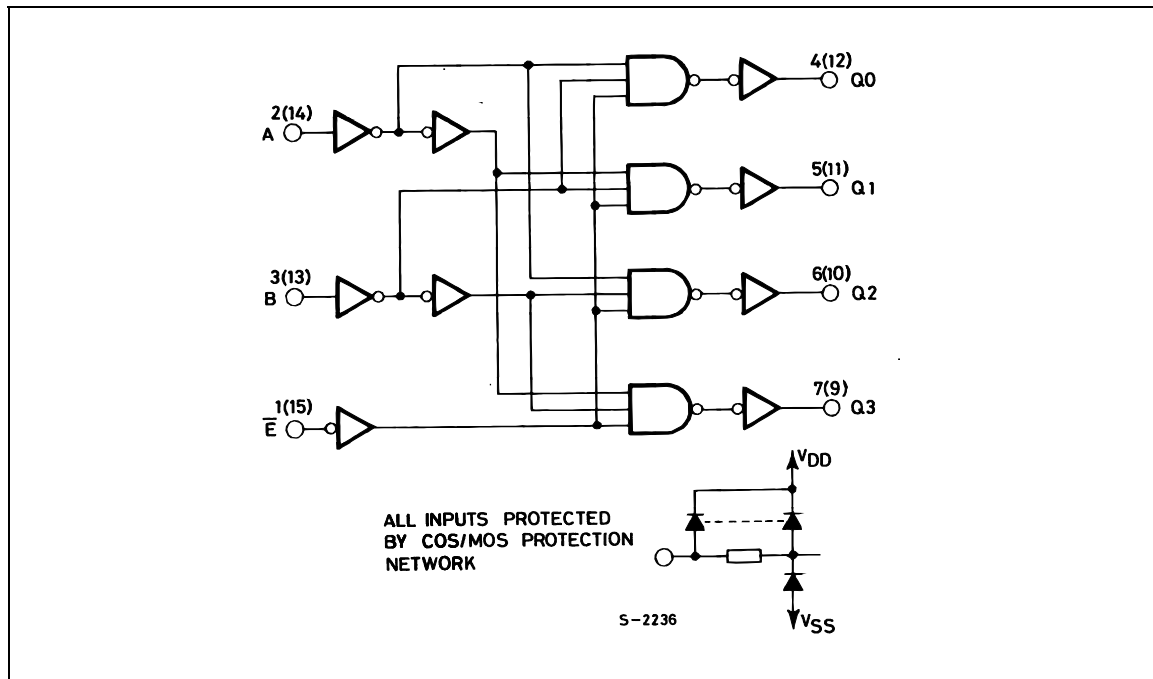 4(12)
Q0
2(14)
A
5(11)
Q1
3(13)
B
6(10)
Q2
1(15)
E̅
7(9)
Q3
VDD
ALL INPUTS PROTECTED
BY COS/MOS PROTECTION
NETWORK
S-2236
VSS